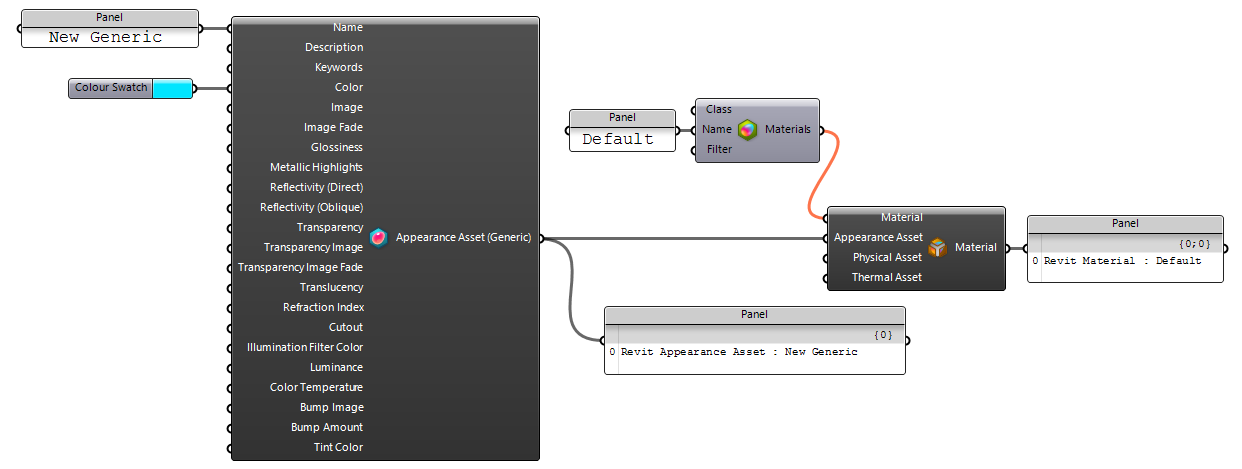 Panel
New Generic
Colour Swatch
Name
Description
Keywords
Color
Image
Image Fade
Glossiness
Metallic Highlights
Reflectivity (Direct)
Reflectivity (Oblique)
Transparency
Transparency Image
Transparency Image Fade
Translucency
Refraction Index
Cutout
Illumination Filter Color
Luminance
Color Temperature
Bump Image
Bump Amount
Tint Color
Appearance Asset (Generic)
Panel
Default
Class
Name
Filter
Materials
Material
Appearance Asset
Physical Asset
Thermal Asset
Material
Panel
{0;0}
0 Revit Material : Default
Panel
{0}
0 Revit Appearance Asset : New Generic